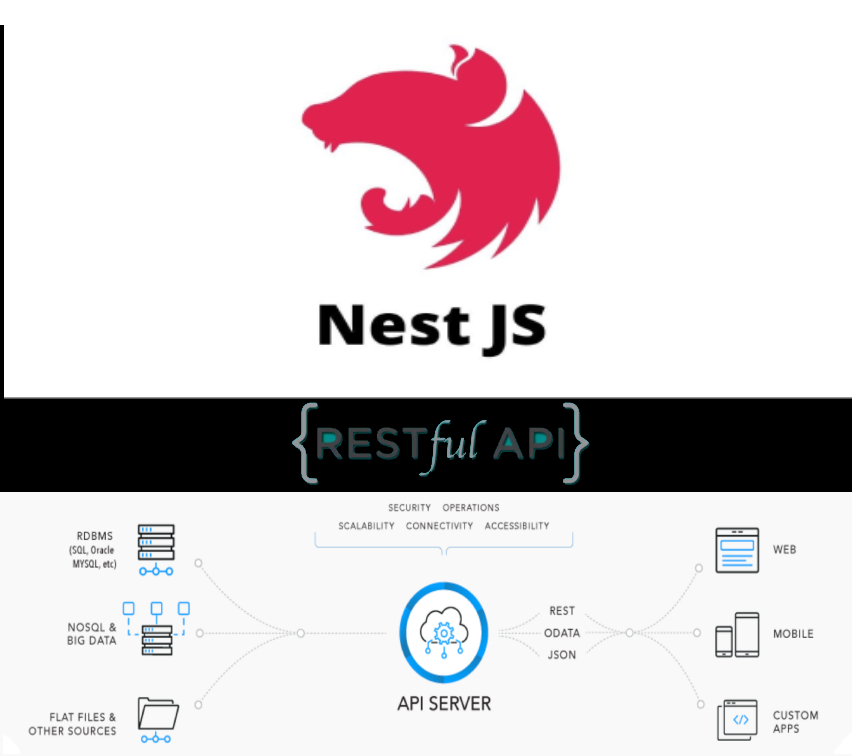 Nest JS
{RESTful API}
SECURITY OPERATIONS
SCALABILITY CONNECTIVITY ACCESSIBILITY
RDBMS
(SQL, Oracle
MYSQL, etc)
NOSQL &
BIG DATA
FLAT FILES &
OTHER SOURCES
API SERVER
REST
ODATA
JSON
WEB
MOBILE
</>
CUSTOM
APPS